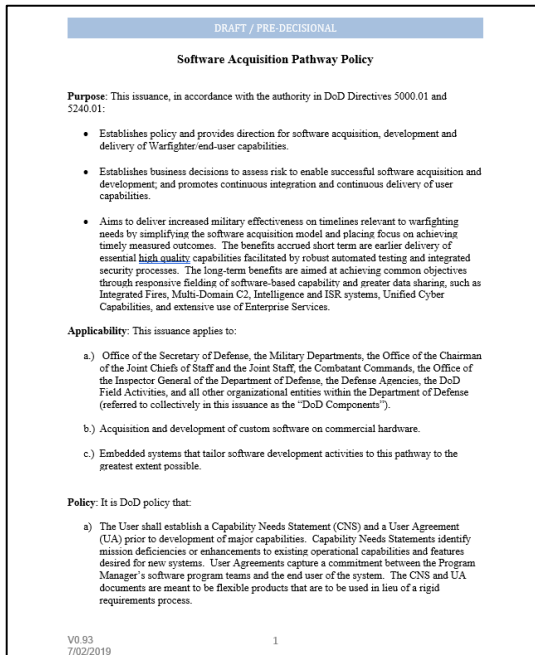 DRAFT / PRE-DECISIONAL
Software Acquisition Pathway Policy
Purpose: This issuance, in accordance with the authority in DoD Directives 5000.01 and
5240.01:
• Establishes policy and provides direction for software acquisition, development and
delivery of Warfighter/end-user capabilities.
• Establishes business decisions to assess risk to enable successful software acquisition and
development; and promotes continuous integration and continuous delivery of user
capabilities.
• Aims to deliver increased military effectiveness on timelines relevant to warfighting
needs by simplifying the software acquisition model and placing focus on achieving
timely measured outcomes. The benefits accrued short term are earlier delivery of
essential high quality capabilities facilitated by robust automated testing and integrated
security processes. The long-term benefits are aimed at achieving common objectives
through responsive fielding of software-based capability and greater data sharing, such as
Integrated Fires, Multi-Domain C2, Intelligence and ISR systems, Unified Cyber
Capabilities, and extensive use of Enterprise Services.
Applicability: This issuance applies to:
a.) Office of the Secretary of Defense, the Military Departments, the Office of the Chairman
of the Joint Chiefs of Staff and the Joint Staff, the Combatant Commands, the Office of
the Inspector General of the Department of Defense, the Defense Agencies, the DoD
Field Activities, and all other organizational entities within the Department of Defense
(referred to collectively in this issuance as the “DoD Components”).
b.) Acquisition and development of custom software on commercial hardware.
c.) Embedded systems that tailor software development activities to this pathway to the
greatest extent possible.
Policy: It is DoD policy that:
a) The User shall establish a Capability Needs Statement (CNS) and a User Agreement
(UA) prior to development of major capabilities. Capability Needs Statements identify
mission deficiencies or enhancements to existing operational capabilities and features
desired for new systems. User Agreements capture a commitment between the Program
Manager’s software program teams and the end user of the system. The CNS and UA
documents are meant to be flexible products that are to be used in lieu of a rigid
requirements process.
V0.93
1
7/02/2019